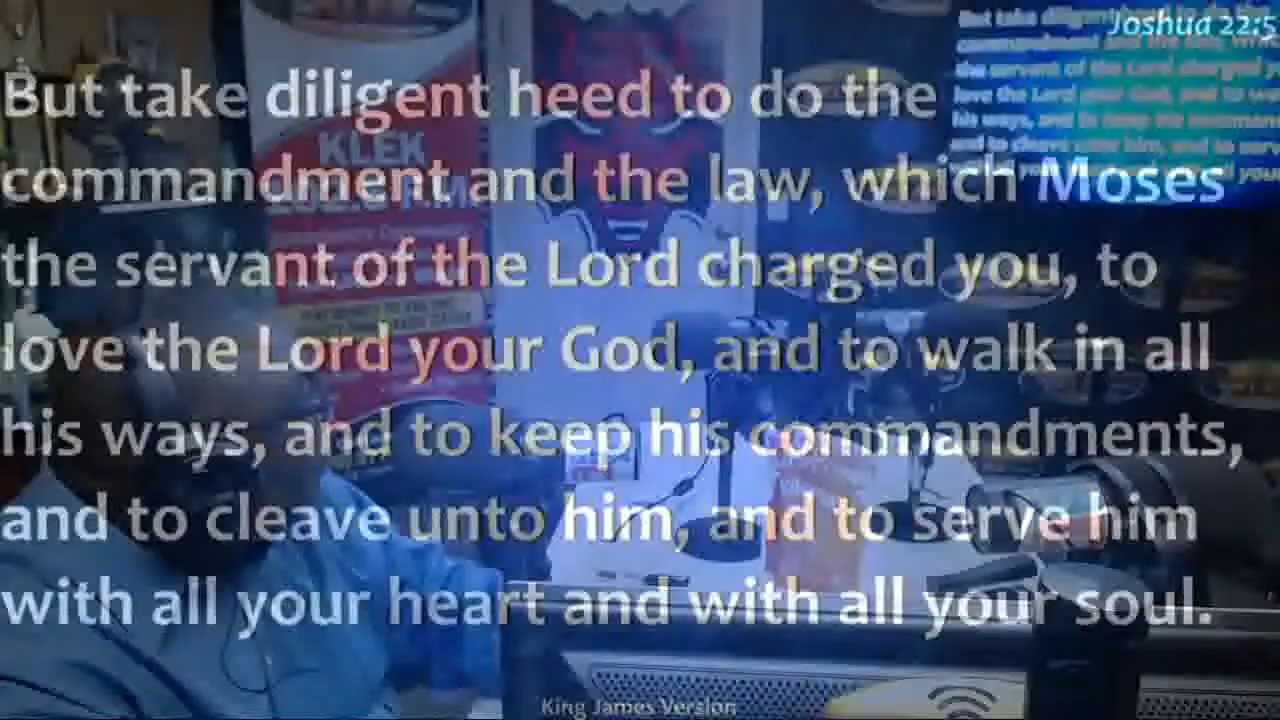 Joshua 22:5
But take diligent heed to do the
commandment and the law, which Moses
the servant of the Lord charged you, to
love the Lord your God, and to walk in all
his ways, and to keep his commandments,
and to cleave unto him, and to serve him
with all your heart and with all your soul.
King James Version
KLEK